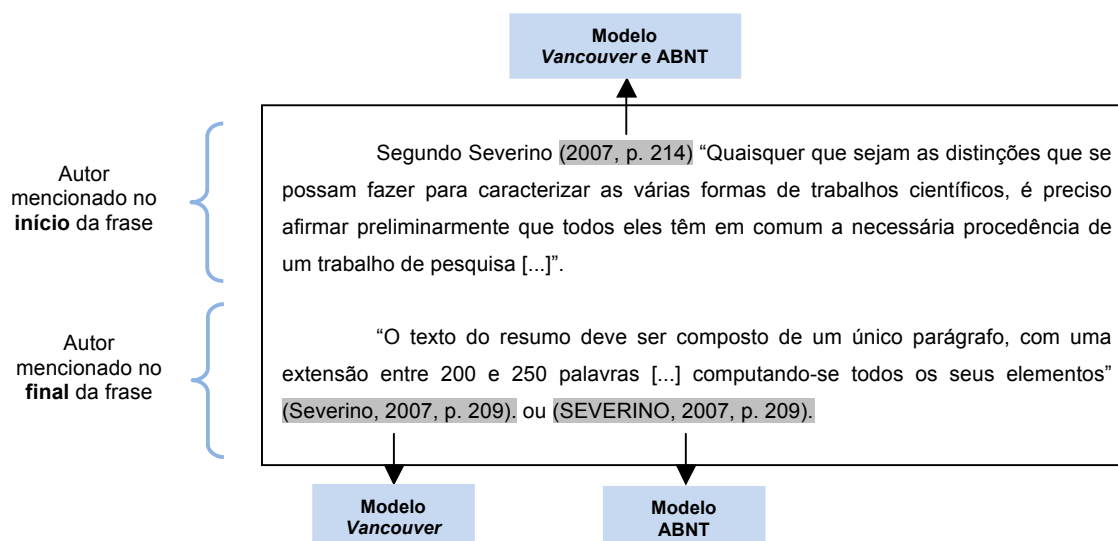 Modelo
Vancouver e ABNT
Autor
mencionado no
início da frase
Segundo Severino (2007, p. 214) “Quaisquer que sejam as distinções que se
possam fazer para caracterizar as várias formas de trabalhos científicos, é preciso
afirmar preliminarmente que todos eles têm em comum a necessária procedência de
um trabalho de pesquisa [...]”.
Autor
mencionado no
final da frase
“O texto do resumo deve ser composto de um único parágrafo, com uma
extensão entre 200 e 250 palavras [...] computando-se todos os seus elementos”
(Severino, 2007, p. 209). ou (SEVERINO, 2007, p. 209).
Modelo
Vancouver
Modelo
ABNT